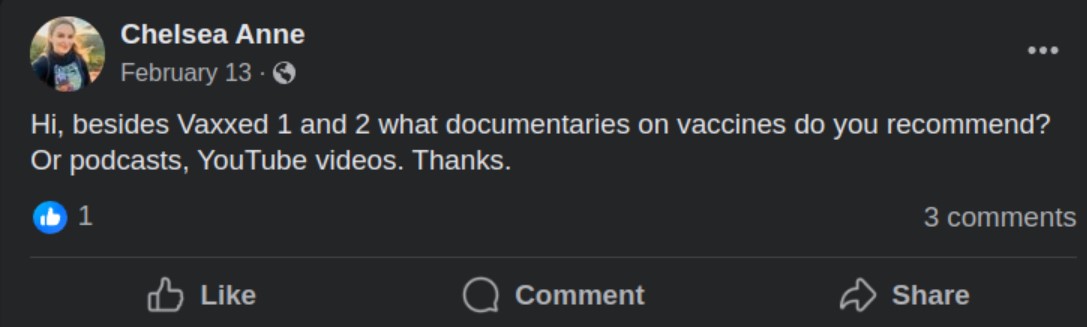 Chelsea Anne
February 13 ·
Hi, besides Vaxxed 1 and 2 what documentaries on vaccines do you recommend?
Or podcasts, YouTube videos. Thanks.
1
3 comments
Like
Comment
Share